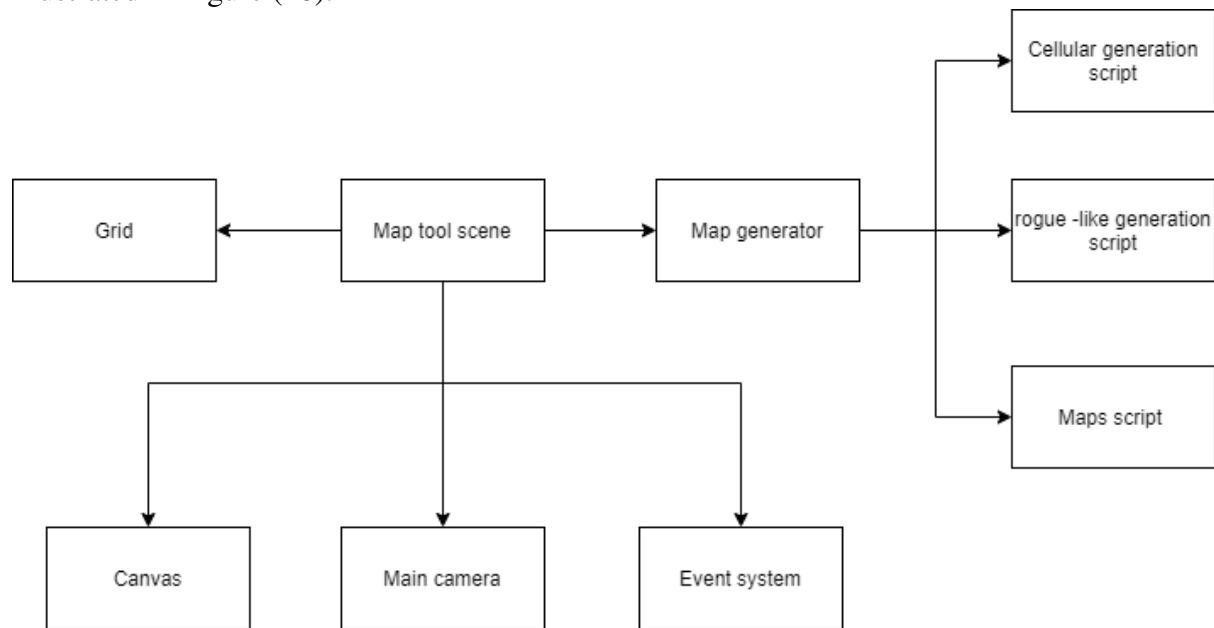 Cellular generation
script
Grid
Map tool scene
Map generator
rogue -like generation
script
Maps script
Canvas
Main camera
Event system